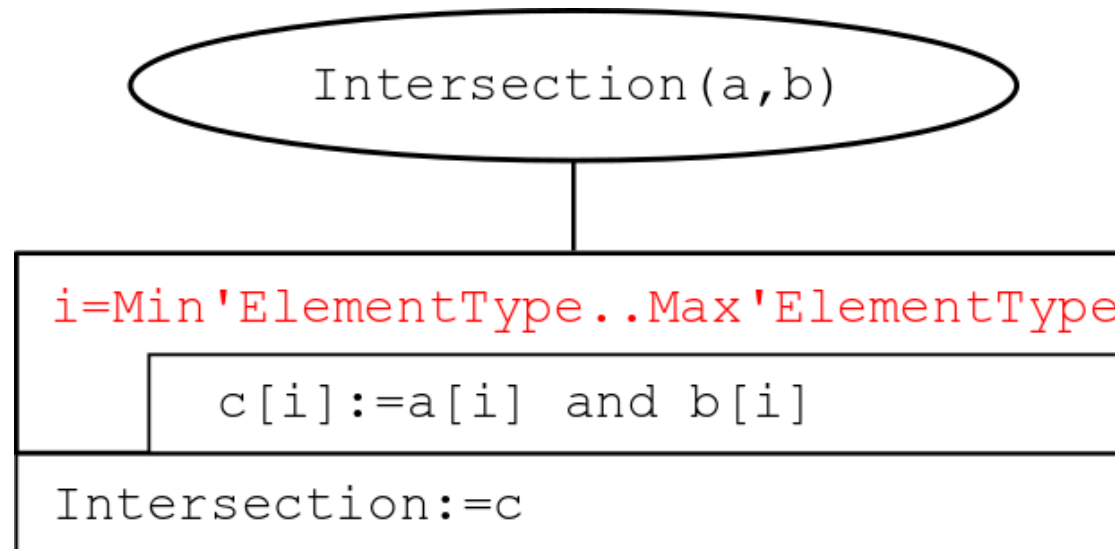 Intersection(a,b)
i=Min'ElementType..Max'ElementType
c[i]:=a[i] and b[i]
Intersection:=c